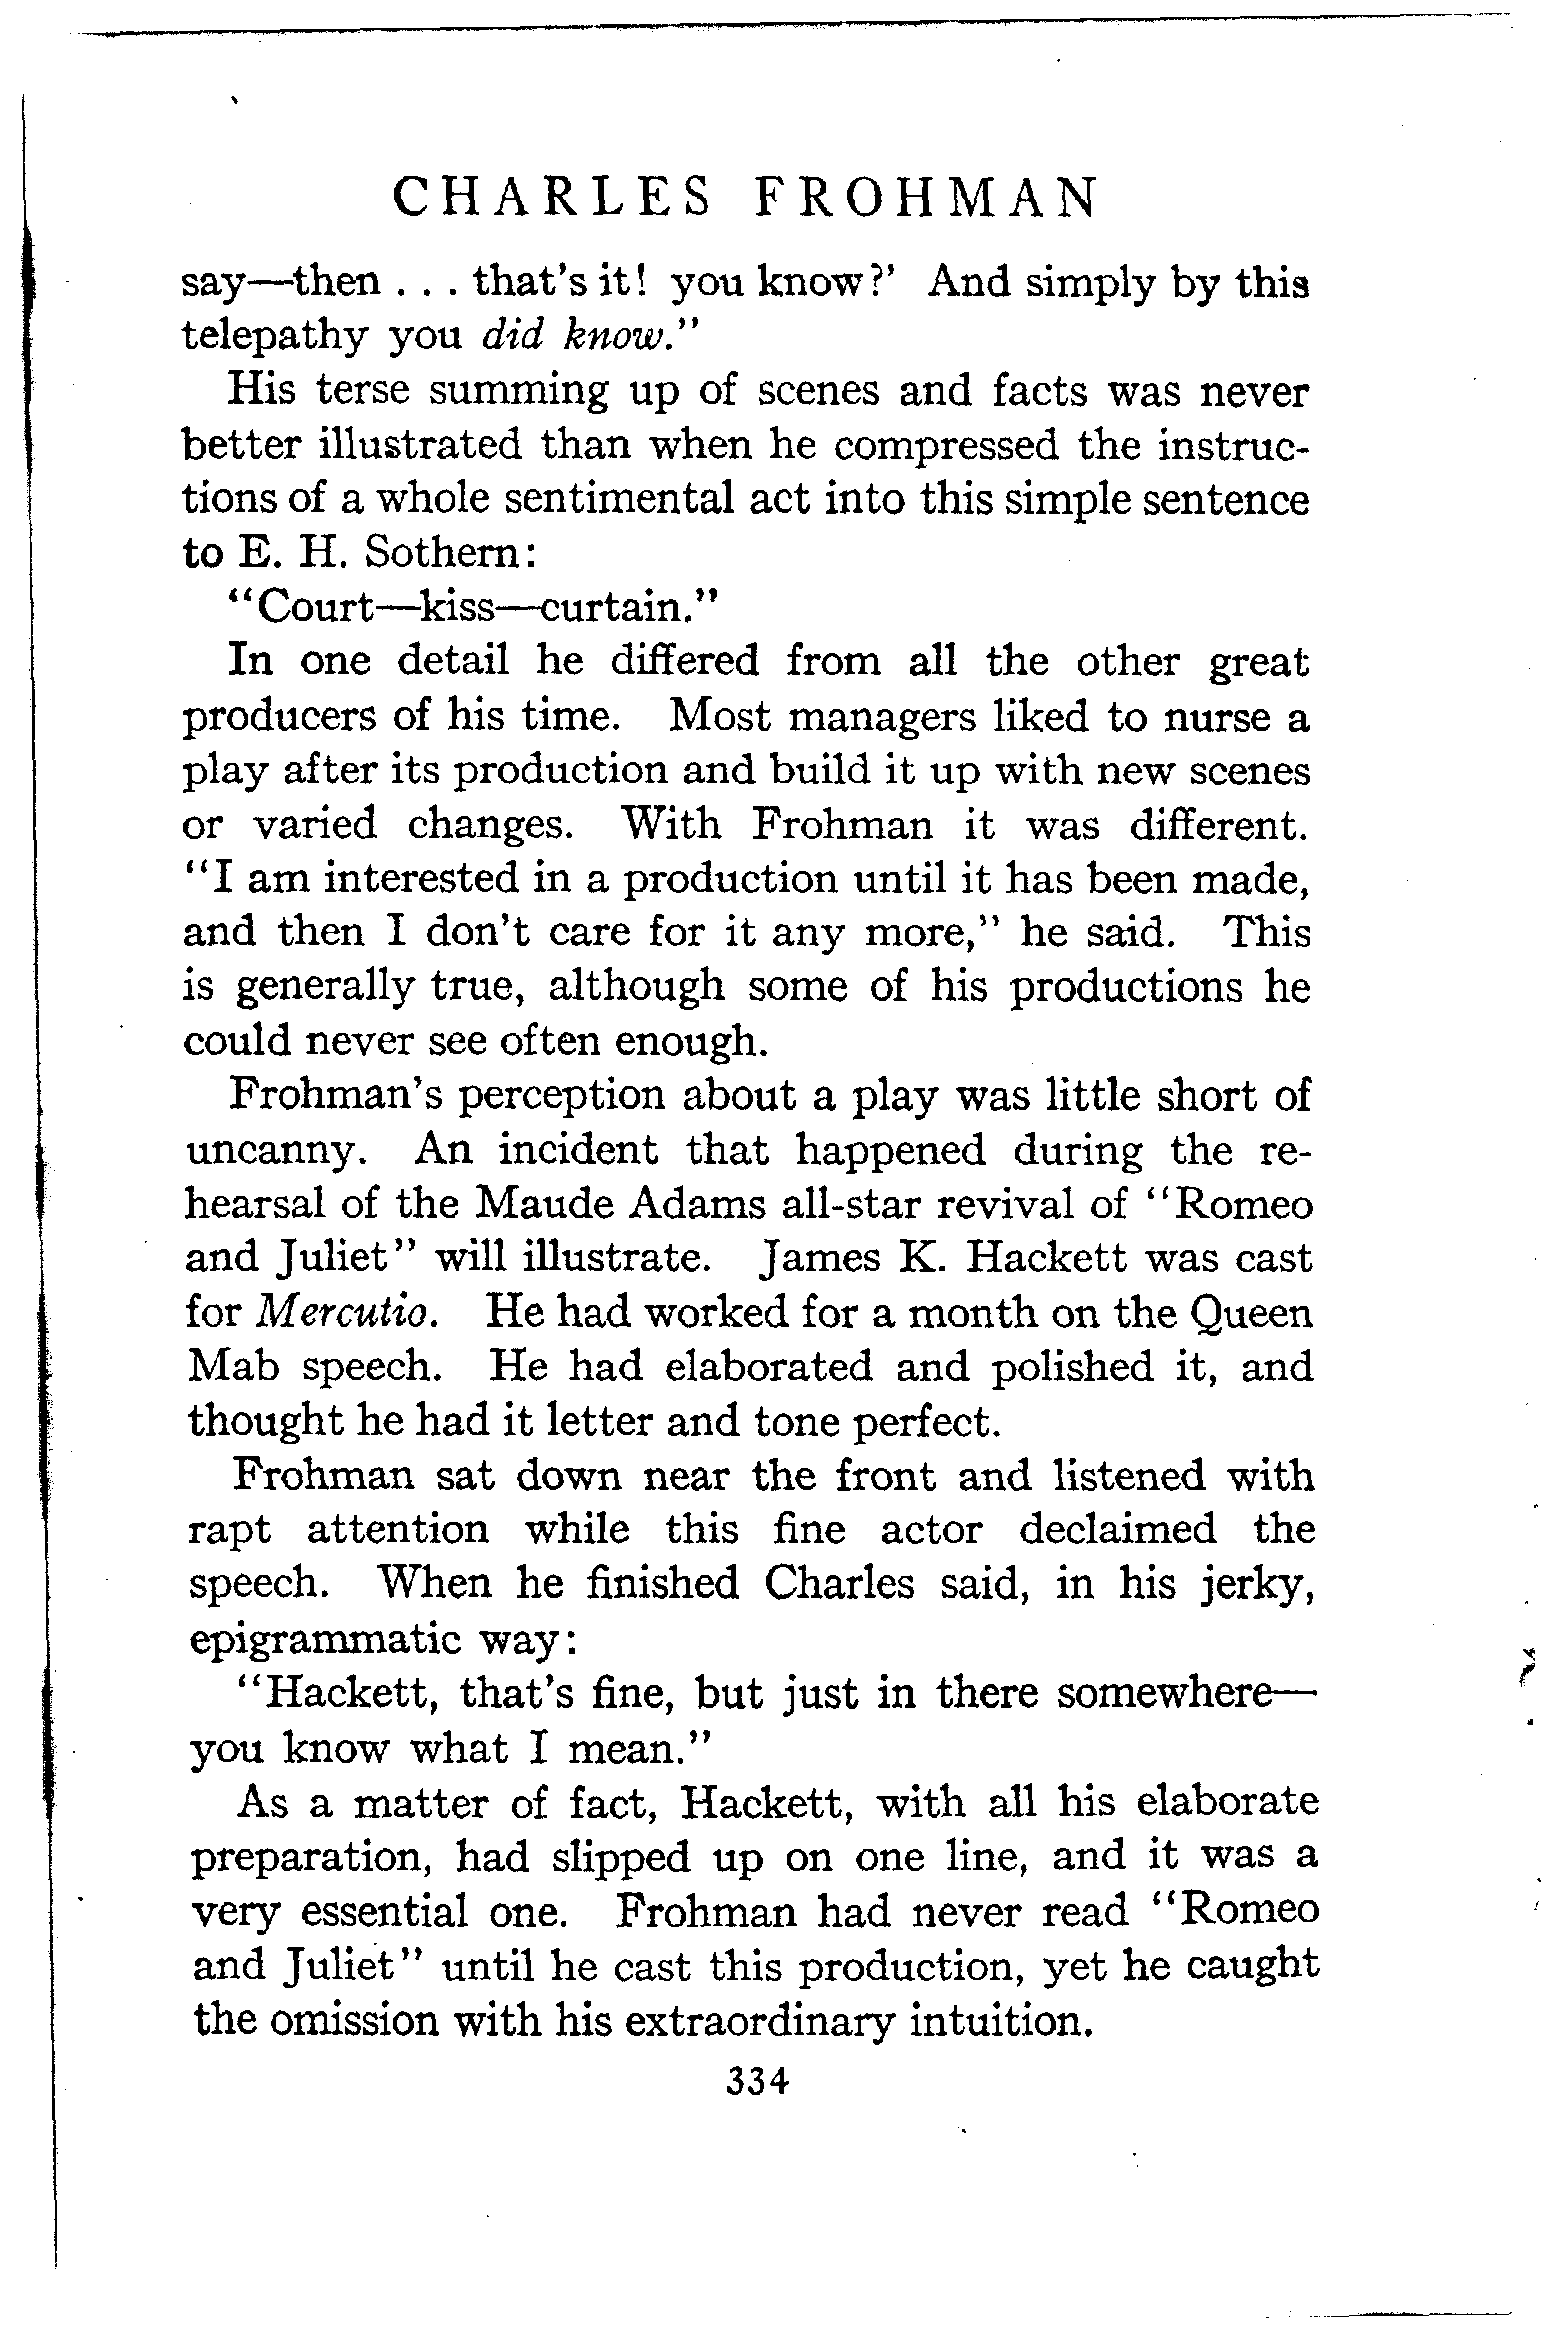 CHARLES FROHMAN
say—then . . . that's it! you know?' And simply by this
telepathy you did know."
His terse summing up of scenes and facts was never
better illustrated than when he compressed the instruc-
tions of a whole sentimental act into this simple sentence
to E. H. Sothern:
"Court—kiss—curtain."
In one detail he differed from all the other great
producers of his time. Most managers liked to nurse a
play after its production and build it up with new scenes
or varied changes. With Frohman it was different.
"I am interested in a production until it has been made,
and then I don't care for it any more," he said. This
is generally true, although some of his productions he
could never see often enough.
Frohman's perception about a play was little short of
uncanny. An incident that happened during the re-
hearsal of the Maude Adams all-star revival of "Romeo
and Juliet" will illustrate. James K. Hackett was cast
for Mercutio. He had worked for a month on the Queen
Mab speech. He had elaborated and polished it, and
thought he had it letter and tone perfect.
Frohman sat down near the front and listened with
rapt attention while this fine actor declaimed the
speech. When he finished Charles said, in his jerky,
epigrammatic way:
"Hackett, that's fine, but just in there somewhere—
you know what I mean."
As a matter of fact, Hackett, with all his elaborate
preparation, had slipped up on one line, and it was a
very essential one. Frohman had never read "Romeo
and Juliet" until he cast this production, yet he caught
the omission with his extraordinary intuition.
334